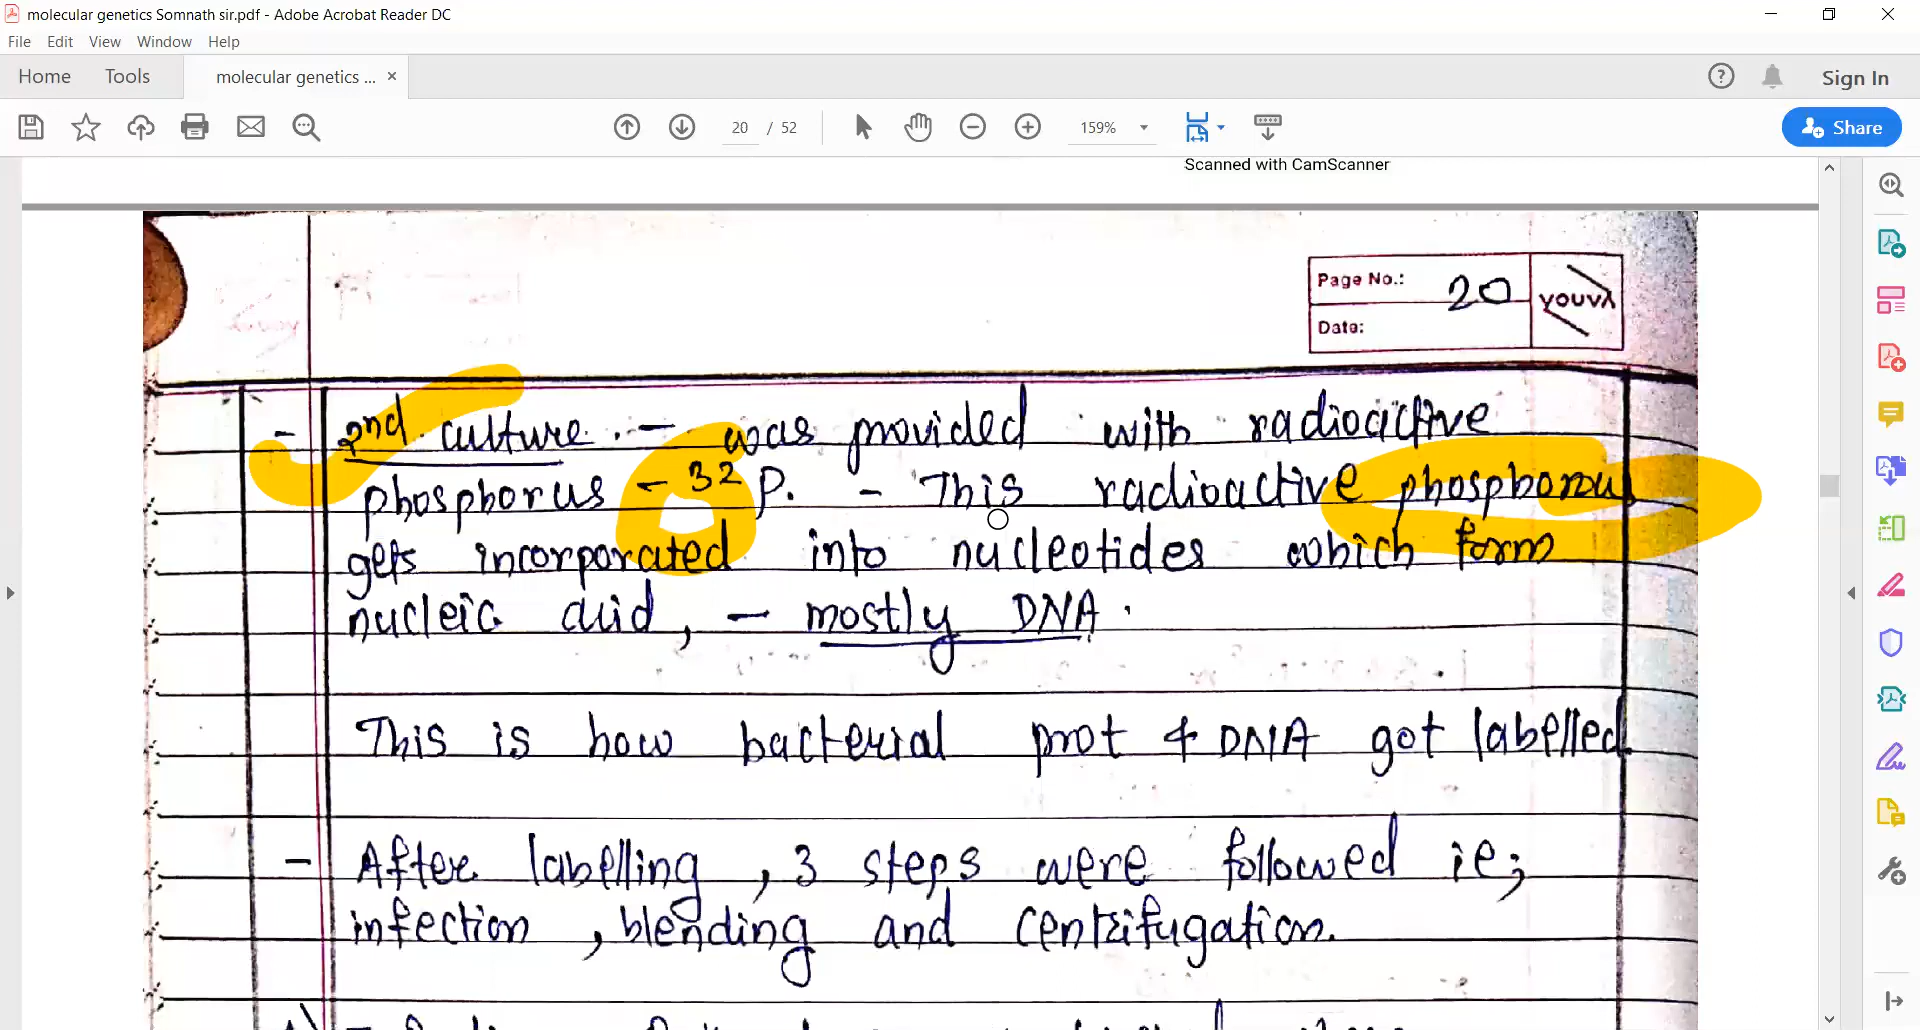 molecular genetics Somnath sir.pdf - Adobe Acrobat Reader DC
File Edit View Window Help
Home Tools molecular genetics ... × Sign In
20 / 52 159% Share
Scanned with CamScanner
Page No.: 20
Date:
youva
- 2nd culture. - was provided with radioactive
phosphorus - 32 P. - This radioactive phosphorous
gets incorporated into nucleotides which form
nucleic acid, - mostly DNA.
This is how bacterial prot & DNA got labelled
- After labelling, 3 steps were followed ie;
infection, blending and centrifugation.